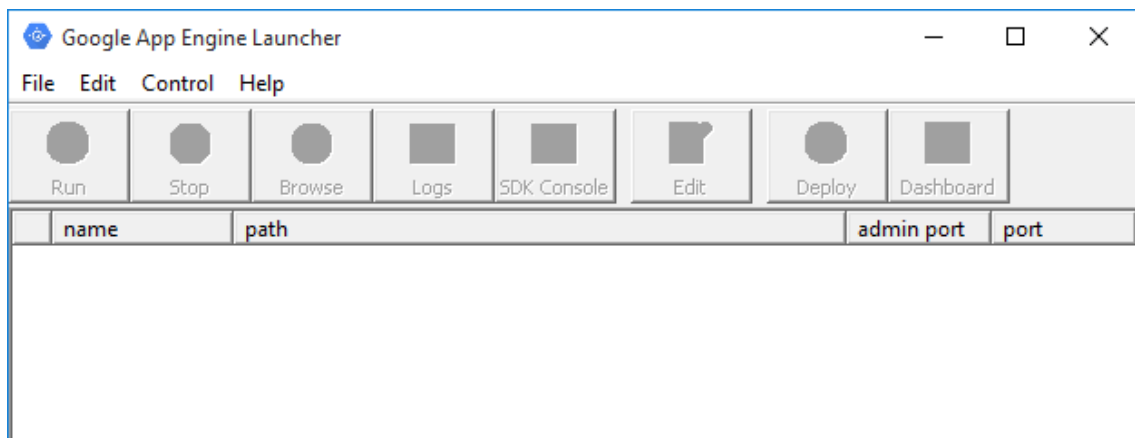 Google App Engine Launcher
File Edit Control Help
Run Stop Browse Logs SDK Console Edit Deploy Dashboard
name path admin port port